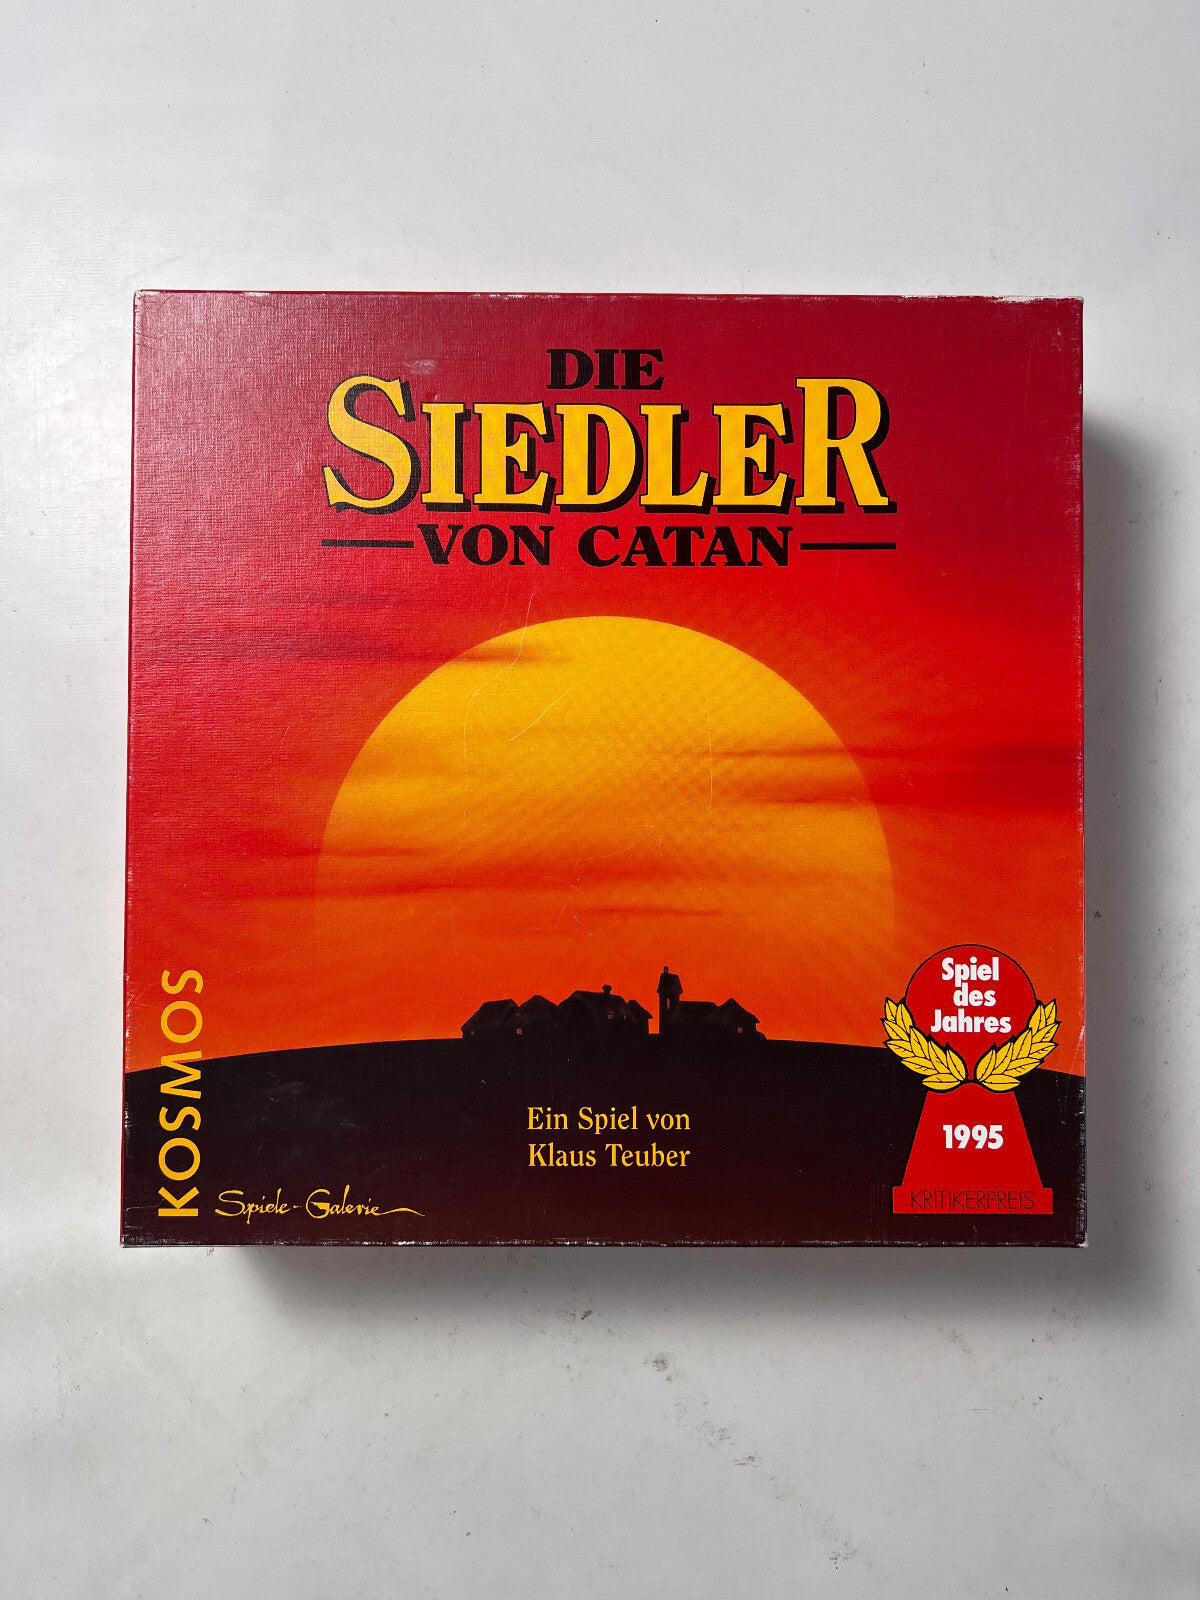 DIE
SIEDLER
VON CATAN
Spiel
des
Jahres
1995
KRITIKERPREIS
Ein Spiel von
Klaus Teuber
KOSMOS
Spiele-Galerie